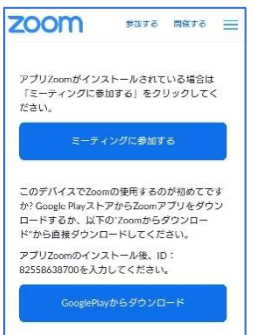 zoom 参加する 開催する
アプリZoomがインストールされている場合は
「ミーティングに参加する」をクリックしてく
ださい。
ミーティングに参加する
このデバイスでZoomの使用するのが初めてです
か? Google PlayストアからZoomアプリをダウン
ロードするか、以下の"Zoomからダウンロー
ド"から直接ダウンロードしてください。
アプリZoomのインストール後、ID：
82558638700を入力してください。
GooglePlayからダウンロード